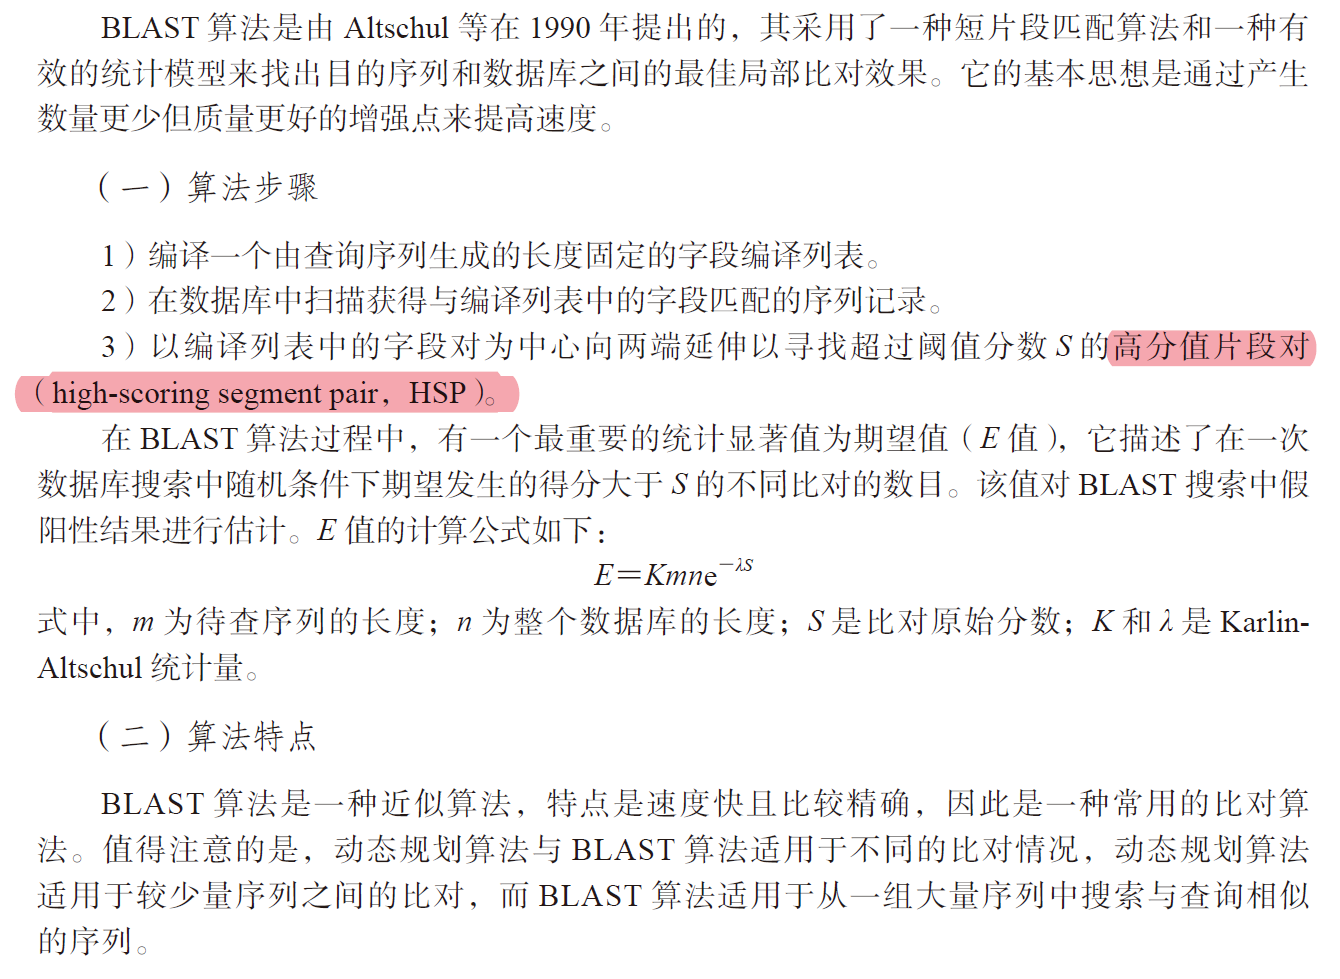 BLAST 算法是由 Altschul 等在 1990 年提出的，其采用了一种短片段匹配算法和一种有
效的统计模型来找出目的序列和数据库之间的最佳局部比对效果。它的基本思想是通过产生
数量更少但质量更好的增强点来提高速度。
（一）算法步骤
1）编译一个由查询序列生成的长度固定的字段编译列表。
2）在数据库中扫描获得与编译列表中的字段匹配的序列记录。
3）以编译列表中的字段对为中心向两端延伸以寻找超过阈值分数 S 的高分值片段对
（high-scoring segment pair，HSP）。
在 BLAST 算法过程中，有一个最重要的统计显著值为期望值（E 值），它描述了在一次
数据库搜索中随机条件下期望发生的得分大于 S 的不同比对的数目。该值对 BLAST 搜索中假
阳性结果进行估计。E 值的计算公式如下：
E＝Kmne^{−λS}
式中，m 为待查序列的长度；n 为整个数据库的长度；S 是比对原始分数；K 和 λ 是 Karlin-
Altschul 统计量。
（二）算法特点
BLAST 算法是一种近似算法，特点是速度快且比较精确，因此是一种常用的比对算
法。值得注意的是，动态规划算法与 BLAST 算法适用于不同的比对情况，动态规划算法
适用于较少量序列之间的比对，而 BLAST 算法适用于从一组大量序列中搜索与查询相似
的序列。